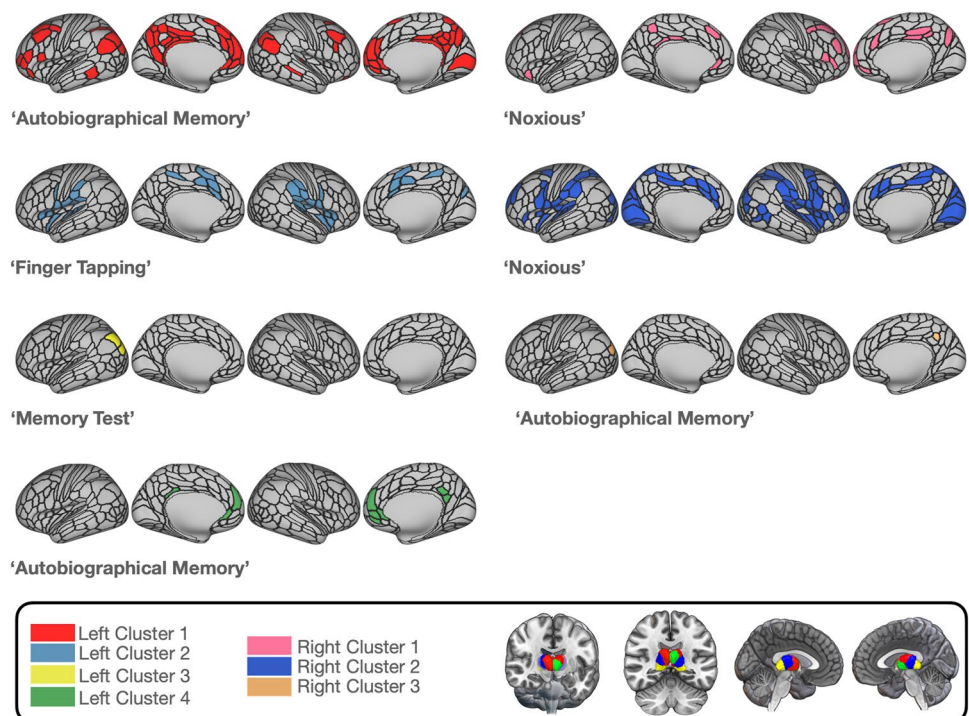 ‘Autobiographical Memory’
‘Noxious’
‘Finger Tapping’
‘Noxious’
‘Memory Test’
‘Autobiographical Memory’
‘Autobiographical Memory’
Left Cluster 1
Left Cluster 2
Left Cluster 3
Left Cluster 4
Right Cluster 1
Right Cluster 2
Right Cluster 3